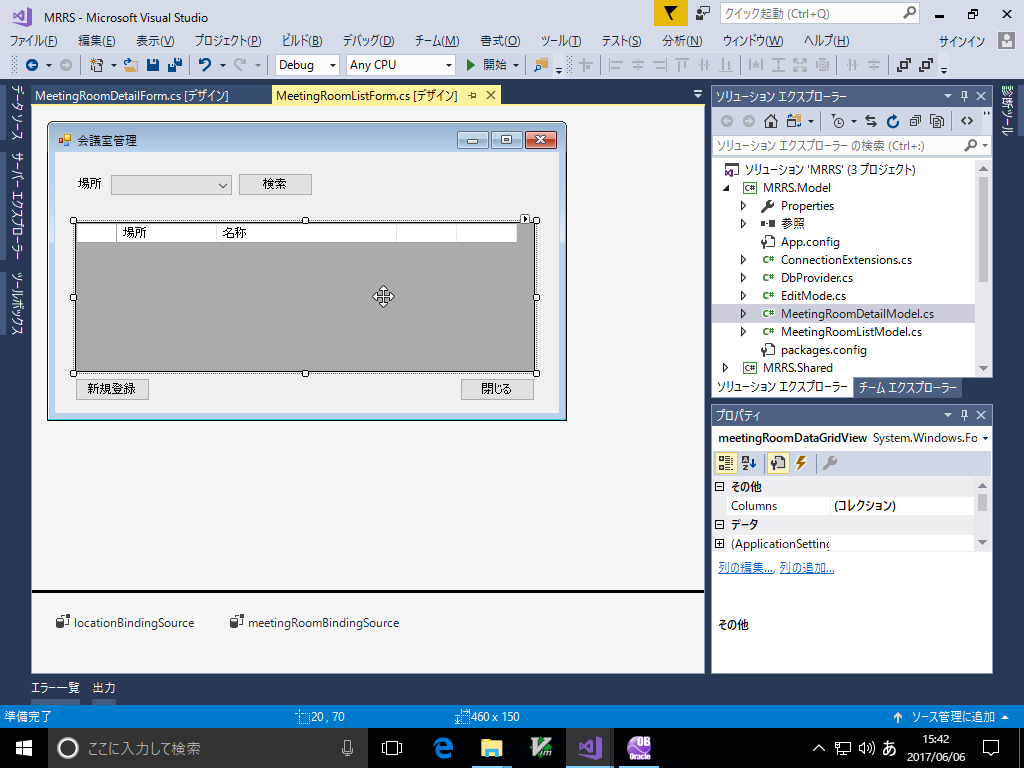 MRRS - Microsoft Visual Studio
クイック起動 (Ctrl+Q)
ファイル(F) 編集(E) 表示(V) プロジェクト(P) ビルド(B) デバッグ(D) チーム(M) 書式(O) ツール(T) テスト(S) 分析(N) ウィンドウ(W) ヘルプ(H) サインイン
Debug Any CPU 開始
データ ソース
サーバー エクスプローラー
ツールボックス
MeetingRoomDetailForm.cs [デザイン] MeetingRoomListForm.cs [デザイン]
会議室管理
場所 検索
場所 名称
新規登録 閉じる
locationBindingSource meetingRoomBindingSource
ソリューション エクスプローラー
ソリューション エクスプローラー の検索 (Ctrl+:)
ソリューション 'MRRS' (3 プロジェクト)
MRRS.Model
Properties
参照
App.config
ConnectionExtensions.cs
DbProvider.cs
EditMode.cs
MeetingRoomDetailModel.cs
MeetingRoomListModel.cs
packages.config
MRRS.Shared
ソリューション エクスプローラー チーム エクスプローラー
診断ツール
プロパティ
meetingRoomDataGridView System.Windows.Fo
その他
Columns (コレクション)
データ
(ApplicationSetting
列の編集..., 列の追加...
その他
エラー一覧 出力
準備完了 20 , 70 460 x 150 ソース管理に追加
ここに入力して検索
OB
Oracle
あ
15:42
2017/06/06